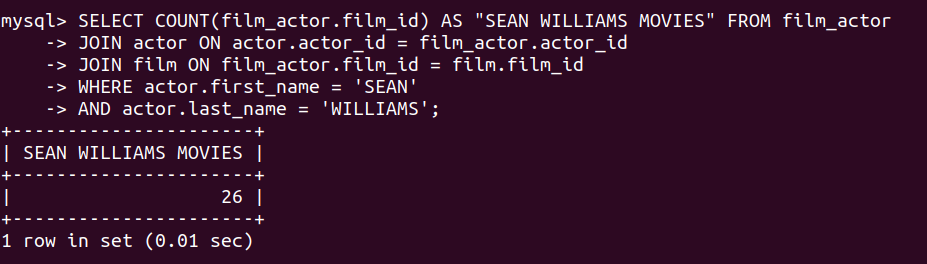 mysql> SELECT COUNT(film_actor.film_id) AS "SEAN WILLIAMS MOVIES" FROM film_actor
    -> JOIN actor ON actor.actor_id = film_actor.actor_id
    -> JOIN film ON film_actor.film_id = film.film_id
    -> WHERE actor.first_name = 'SEAN'
    -> AND actor.last_name = 'WILLIAMS';
+----------------------+
| SEAN WILLIAMS MOVIES |
+----------------------+
|                   26 |
+----------------------+
1 row in set (0.01 sec)